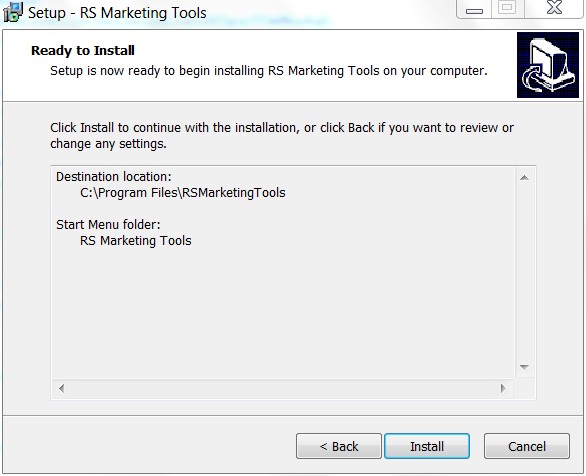 Setup - RS Marketing Tools
Ready to Install
Setup is now ready to begin installing RS Marketing Tools on your computer.
Click Install to continue with the installation, or click Back if you want to review or
change any settings.
Destination location:
C:\Program Files\RSMarketingTools
Start Menu folder:
RS Marketing Tools
< Back
Install
Cancel